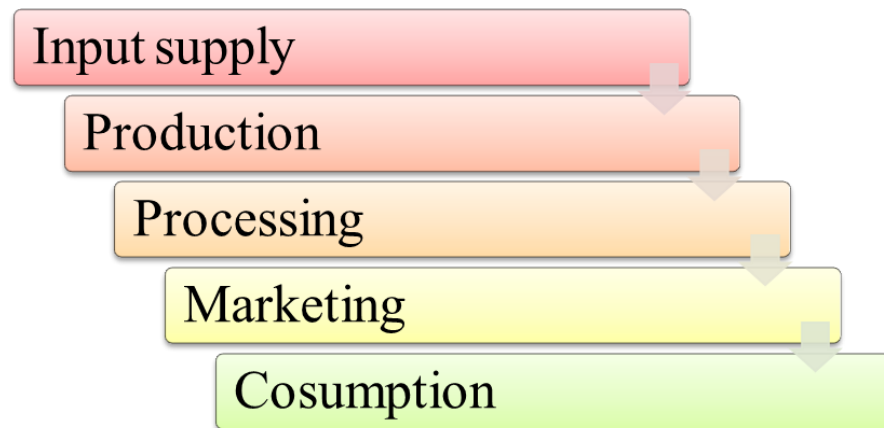 Input supply
Production
Processing
Marketing
Cosumption